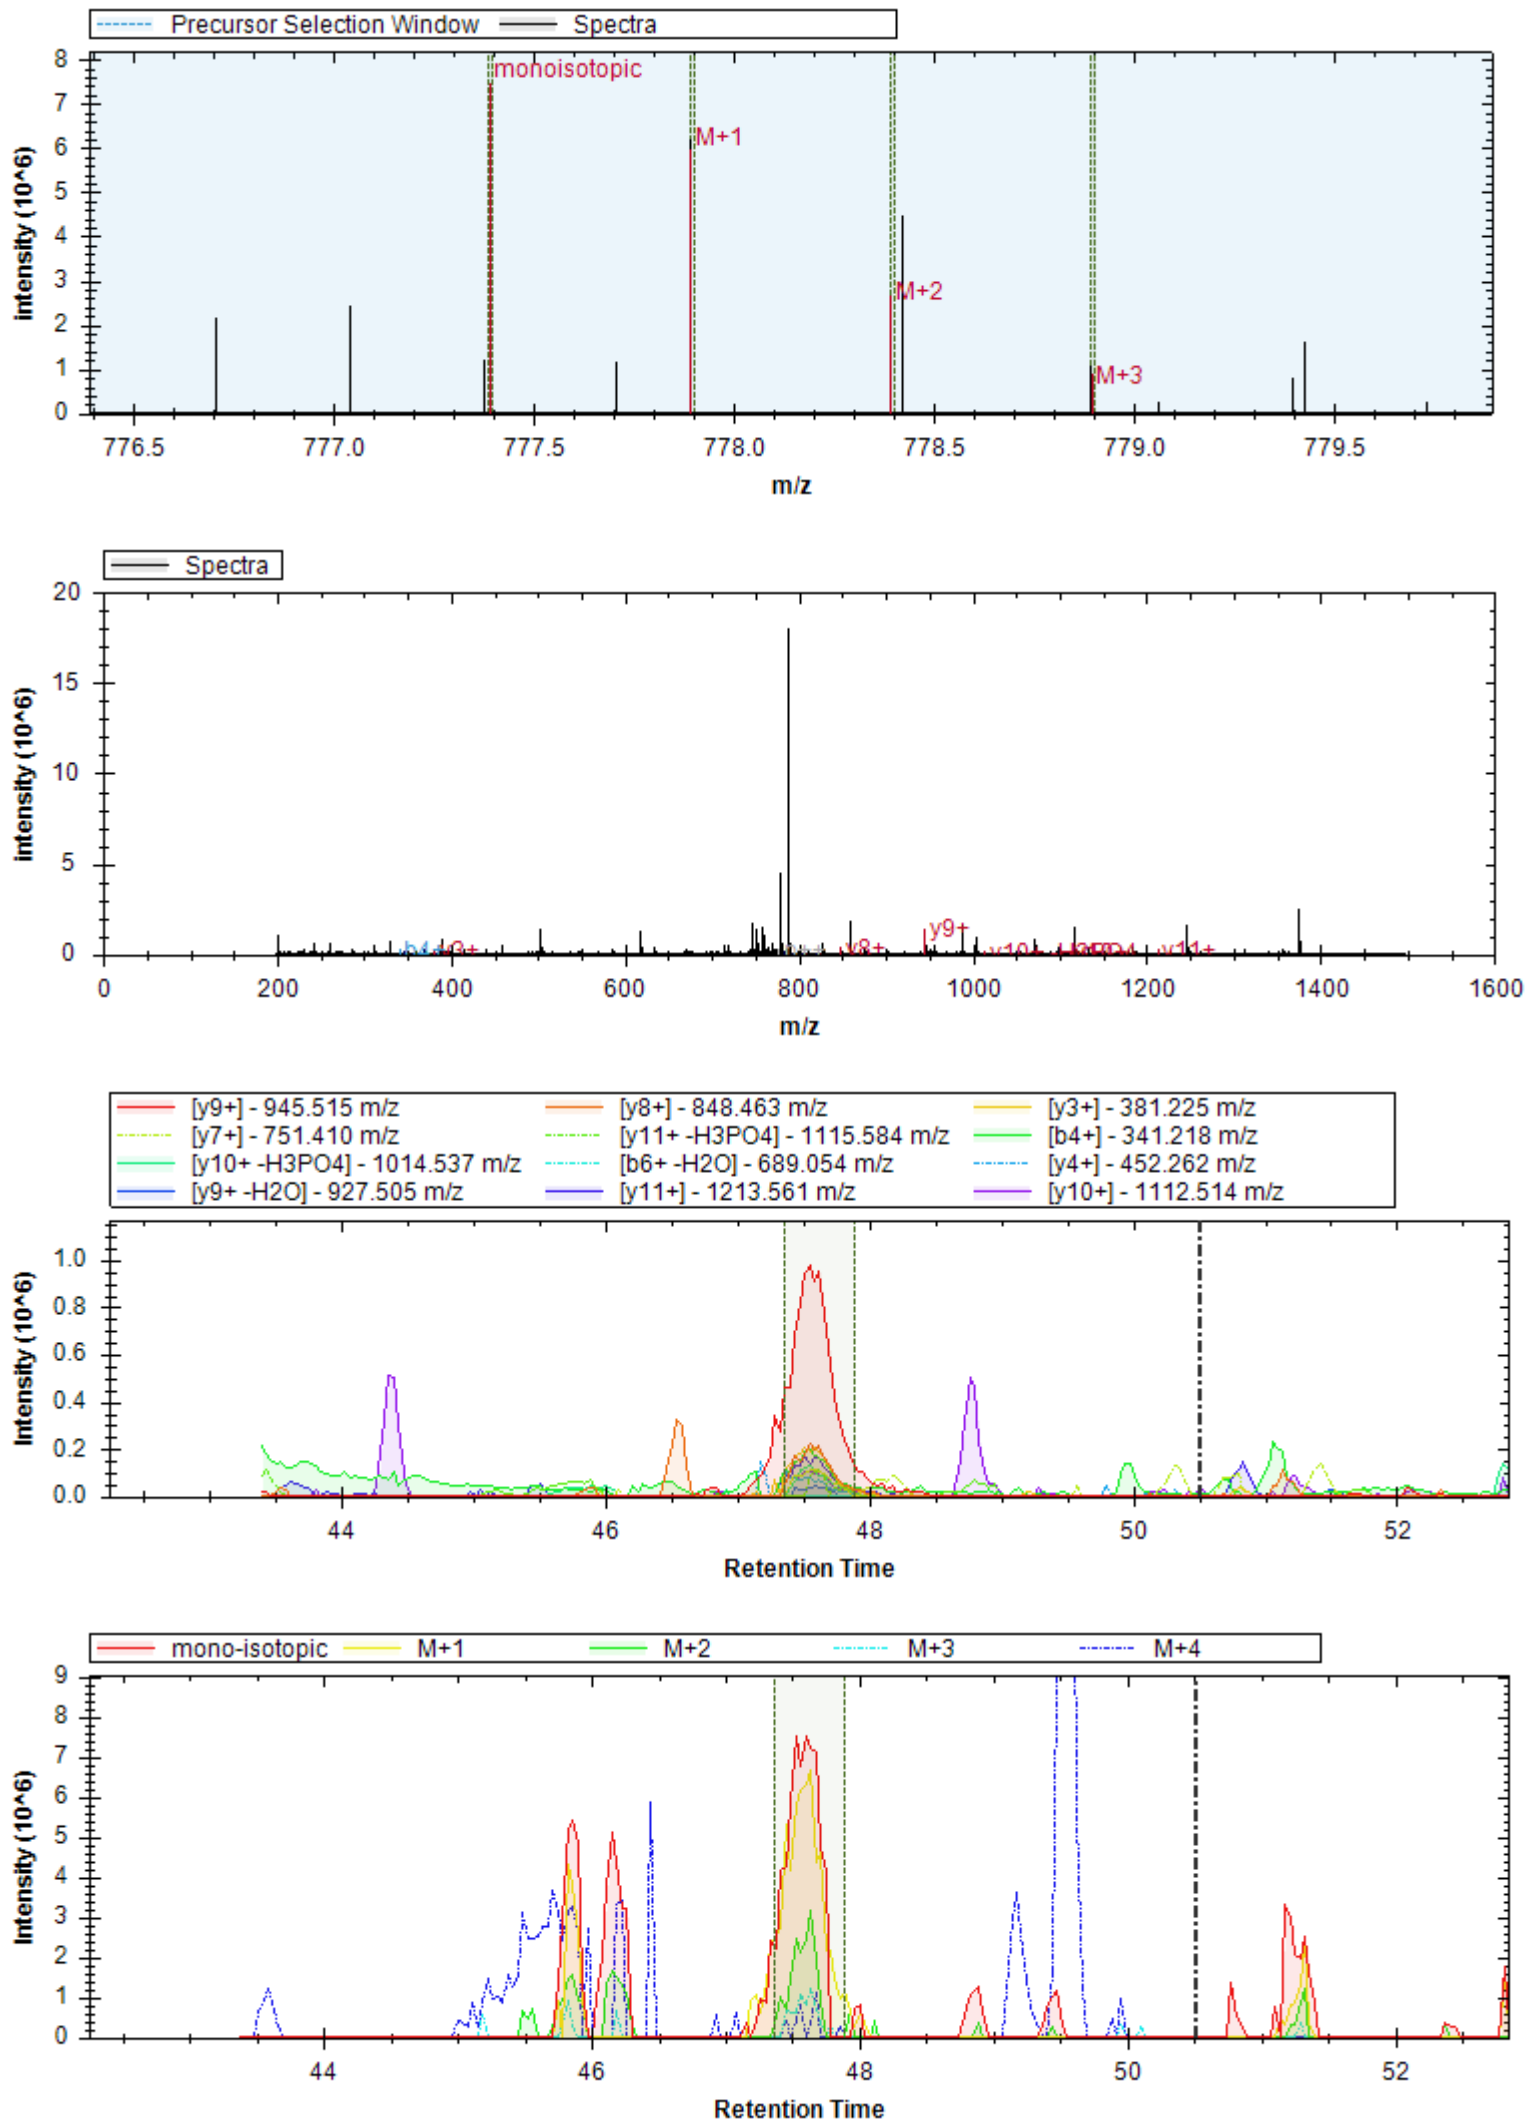 Precursor Selection Window Spectra
intensity (10^6)
8
7
6
5
4
3
2
1
0
monoisotopic
M+1
M+2
M+3
776.5 777.0 777.5 778.0 778.5 779.0 779.5
m/z
Spectra
intensity (10^6)
20
15
10
5
0
b4+ y3+ y8+ y9+ y11+
0 200 400 600 800 1000 1200 1400 1600
m/z
[y9+] - 945.515 m/z [y8+] - 848.463 m/z [y3+] - 381.225 m/z
[y7+] - 751.410 m/z [y11+ -H3PO4] - 1115.584 m/z [b4+] - 341.218 m/z
[y10+ -H3PO4] - 1014.537 m/z [b6+ -H2O] - 689.054 m/z [y4+] - 452.262 m/z
[y9+ -H2O] - 927.505 m/z [y11+] - 1213.561 m/z [y10+] - 1112.514 m/z
Intensity (10^6)
1.0
0.8
0.6
0.4
0.2
0.0
44 46 48 50 52
Retention Time
mono-isotopic M+1 M+2 M+3 M+4
Intensity (10^6)
9
8
7
6
5
4
3
2
1
0
44 46 48 50 52
Retention Time